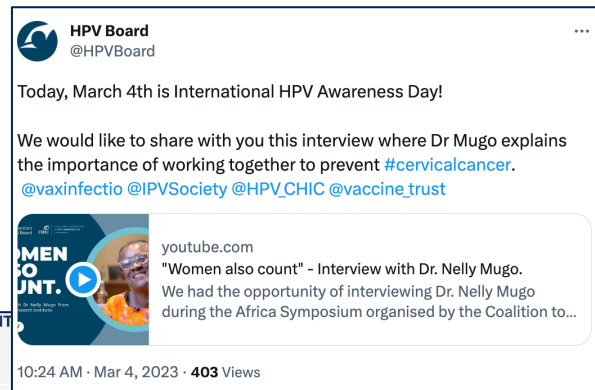 HPV Board
@HPVBoard
Today, March 4th is International HPV Awareness Day!
We would like to share with you this interview where Dr Mugo explains
the importance of working together to prevent #cervicalcancer.
@vaxinfectio @IPVSociety @HPV_CHIC @vaccine_trust
youtube.com
"Women also count" - Interview with Dr. Nelly Mugo.
We had the opportunity of interviewing Dr. Nelly Mugo
during the Africa Symposium organised by the Coalition to...
10:24 AM · Mar 4, 2023 · 403 Views